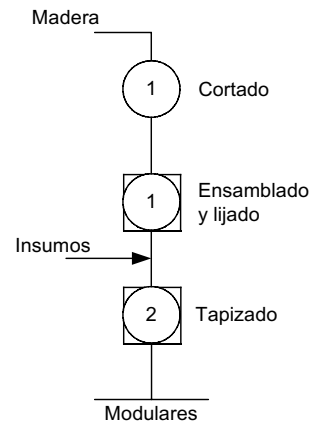 Madera
1
Cortado
1
Ensamblado
y lijado
Insumos
2
Tapizado
Modulares